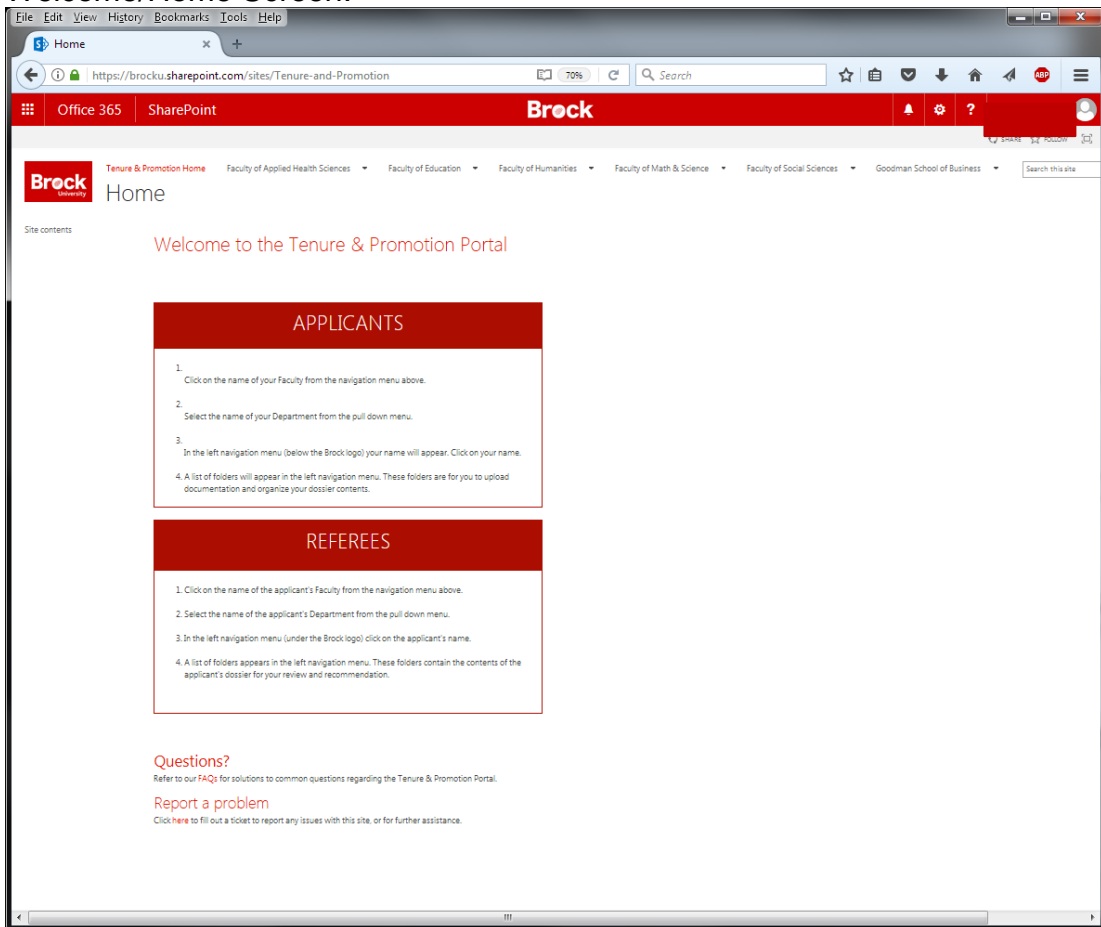 Welcome/Home Screen:
File Edit View History Bookmarks Tools Help
Home × +
https://brocku.sharepoint.com/sites/Tenure-and-Promotion 70% Search ABP
Office 365 SharePoint Brock ?
SHARE FOLLOW
Brock University
Tenure & Promotion Home Faculty of Applied Health Sciences Faculty of Education Faculty of Humanities Faculty of Math & Science Faculty of Social Sciences Goodman School of Business Search this site
Home
Site contents
Welcome to the Tenure & Promotion Portal
APPLICANTS
1.
Click on the name of your Faculty from the navigation menu above.
2.
Select the name of your Department from the pull down menu.
3.
In the left navigation menu (below the Brock logo) your name will appear. Click on your name.
4. A list of folders will appear in the left navigation menu. These folders are for you to upload
documentation and organize your dossier contents.
REFEREES
1. Click on the name of the applicant's Faculty from the navigation menu above.
2. Select the name of the applicant's Department from the pull down menu.
3. In the left navigation menu (under the Brock logo) click on the applicant's name.
4. A list of folders appears in the left navigation menu. These folders contain the contents of the
applicant's dossier for your review and recommendation.
Questions?
Refer to our FAQs for solutions to common questions regarding the Tenure & Promotion Portal.
Report a problem
Click here to fill out a ticket to report any issues with this site, or for further assistance.